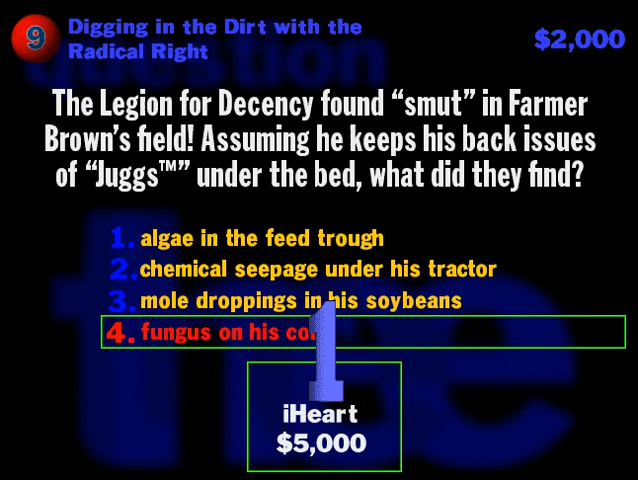 9
Digging in the Dirt with the
Radical Right
$2,000
The Legion for Decency found “smut” in Farmer
Brown’s field! Assuming he keeps his back issues
of “Juggs™” under the bed, what did they find?
1. algae in the feed trough
2. chemical seepage under his tractor
3. mole droppings in his soybeans
4. fungus on his
1
iHeart
$5,000